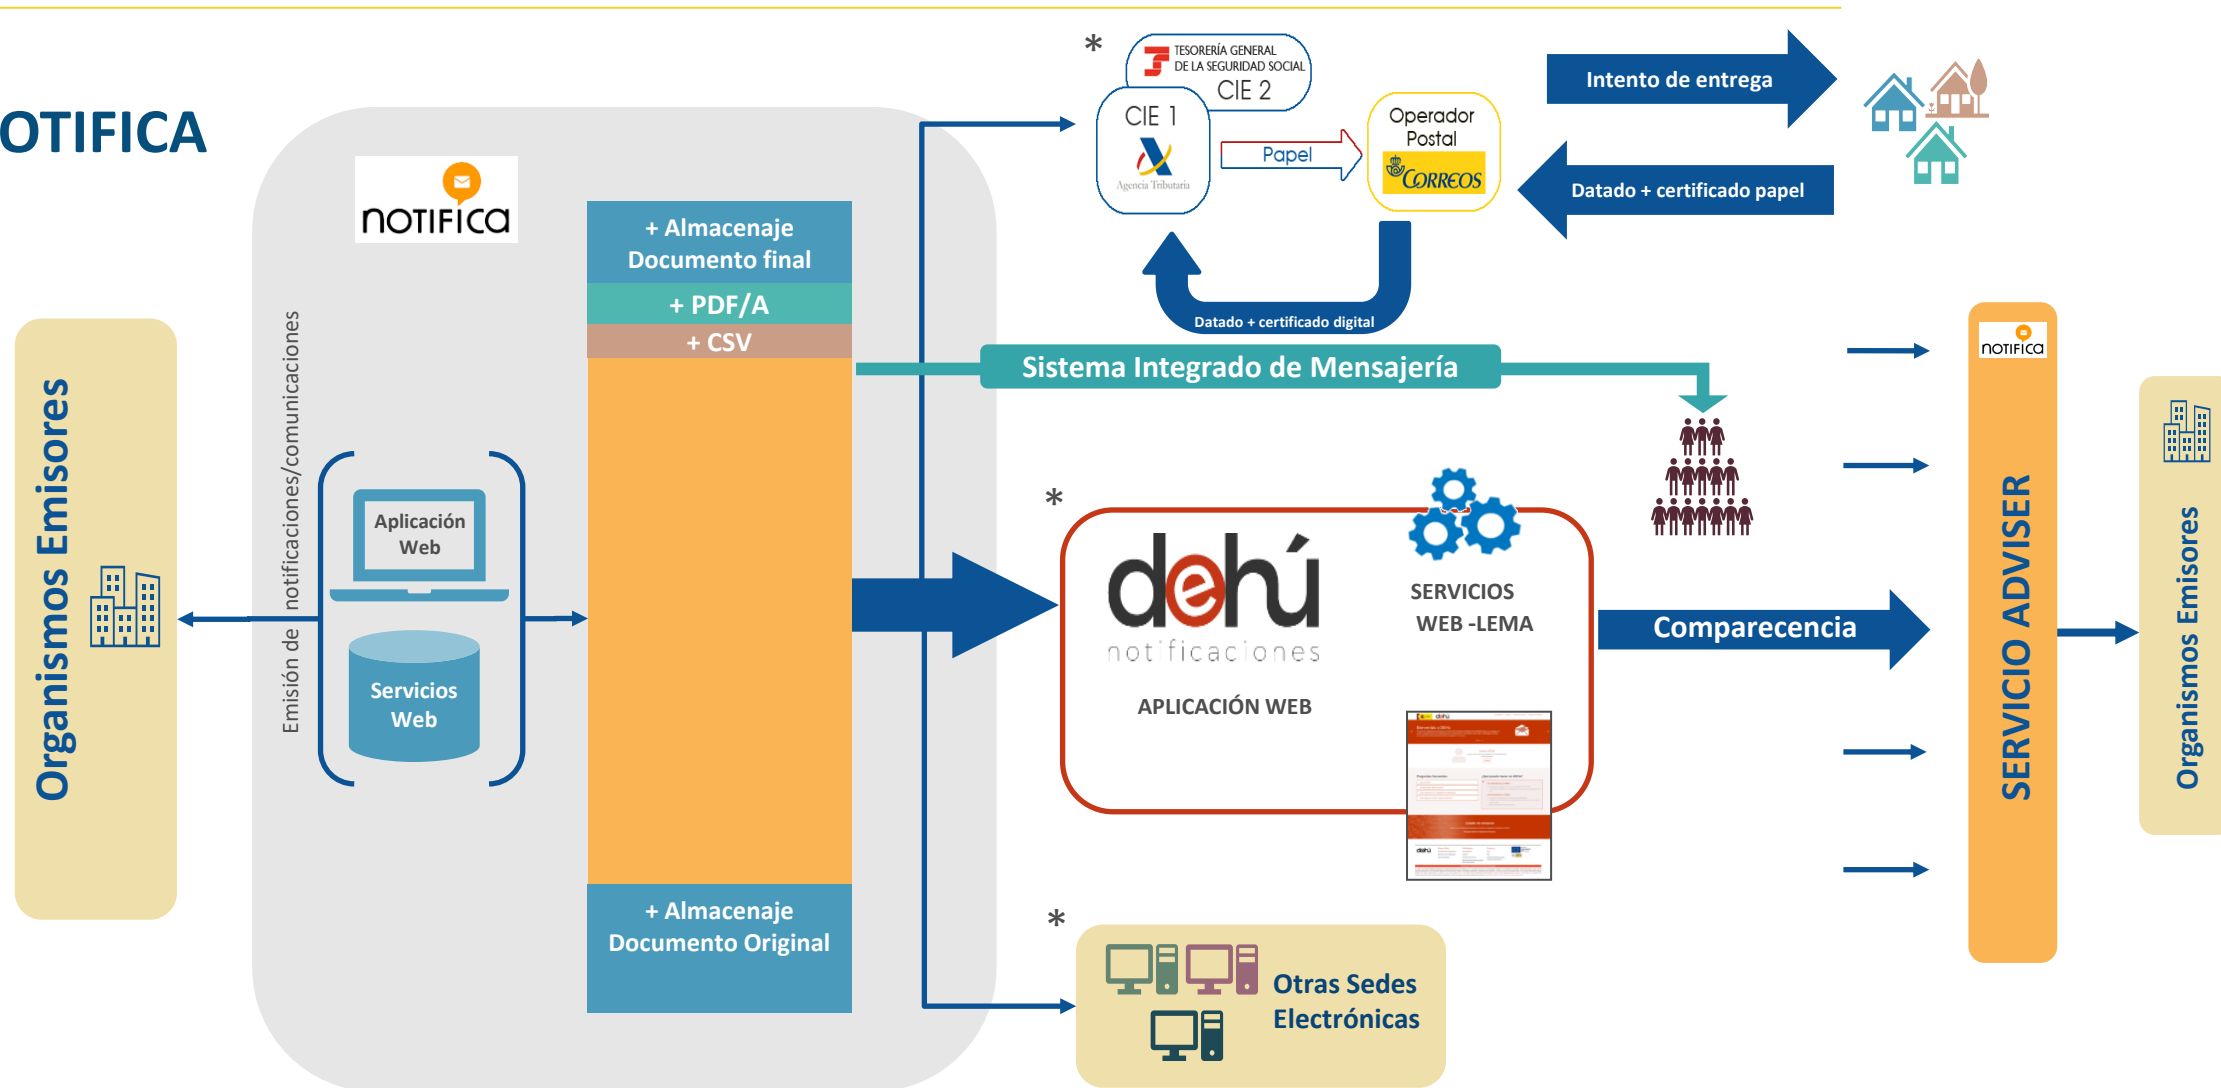 OTIFICA
Organismos Emisores
Emisión de notificaciones/comunicaciones
notifica
Aplicación
Web
Servicios
Web
+ Almacenaje
Documento final
+ PDF/A
+ CSV
+ Almacenaje
Documento Original
*
TESORERÍA GENERAL
DE LA SEGURIDAD SOCIAL
CIE 2
CIE 1
Agencia Tributaria
Papel
Operador
Postal
CORREOS
Intento de entrega
Datado + certificado papel
Datado + certificado digital
Sistema Integrado de Mensajería
*
dehú
notificaciones
APLICACIÓN WEB
SERVICIOS
WEB -LEMA
dehú
dehú
Comparecencia
*
Otras Sedes
Electrónicas
notifica
SERVICIO ADVISER
Organismos Emisores